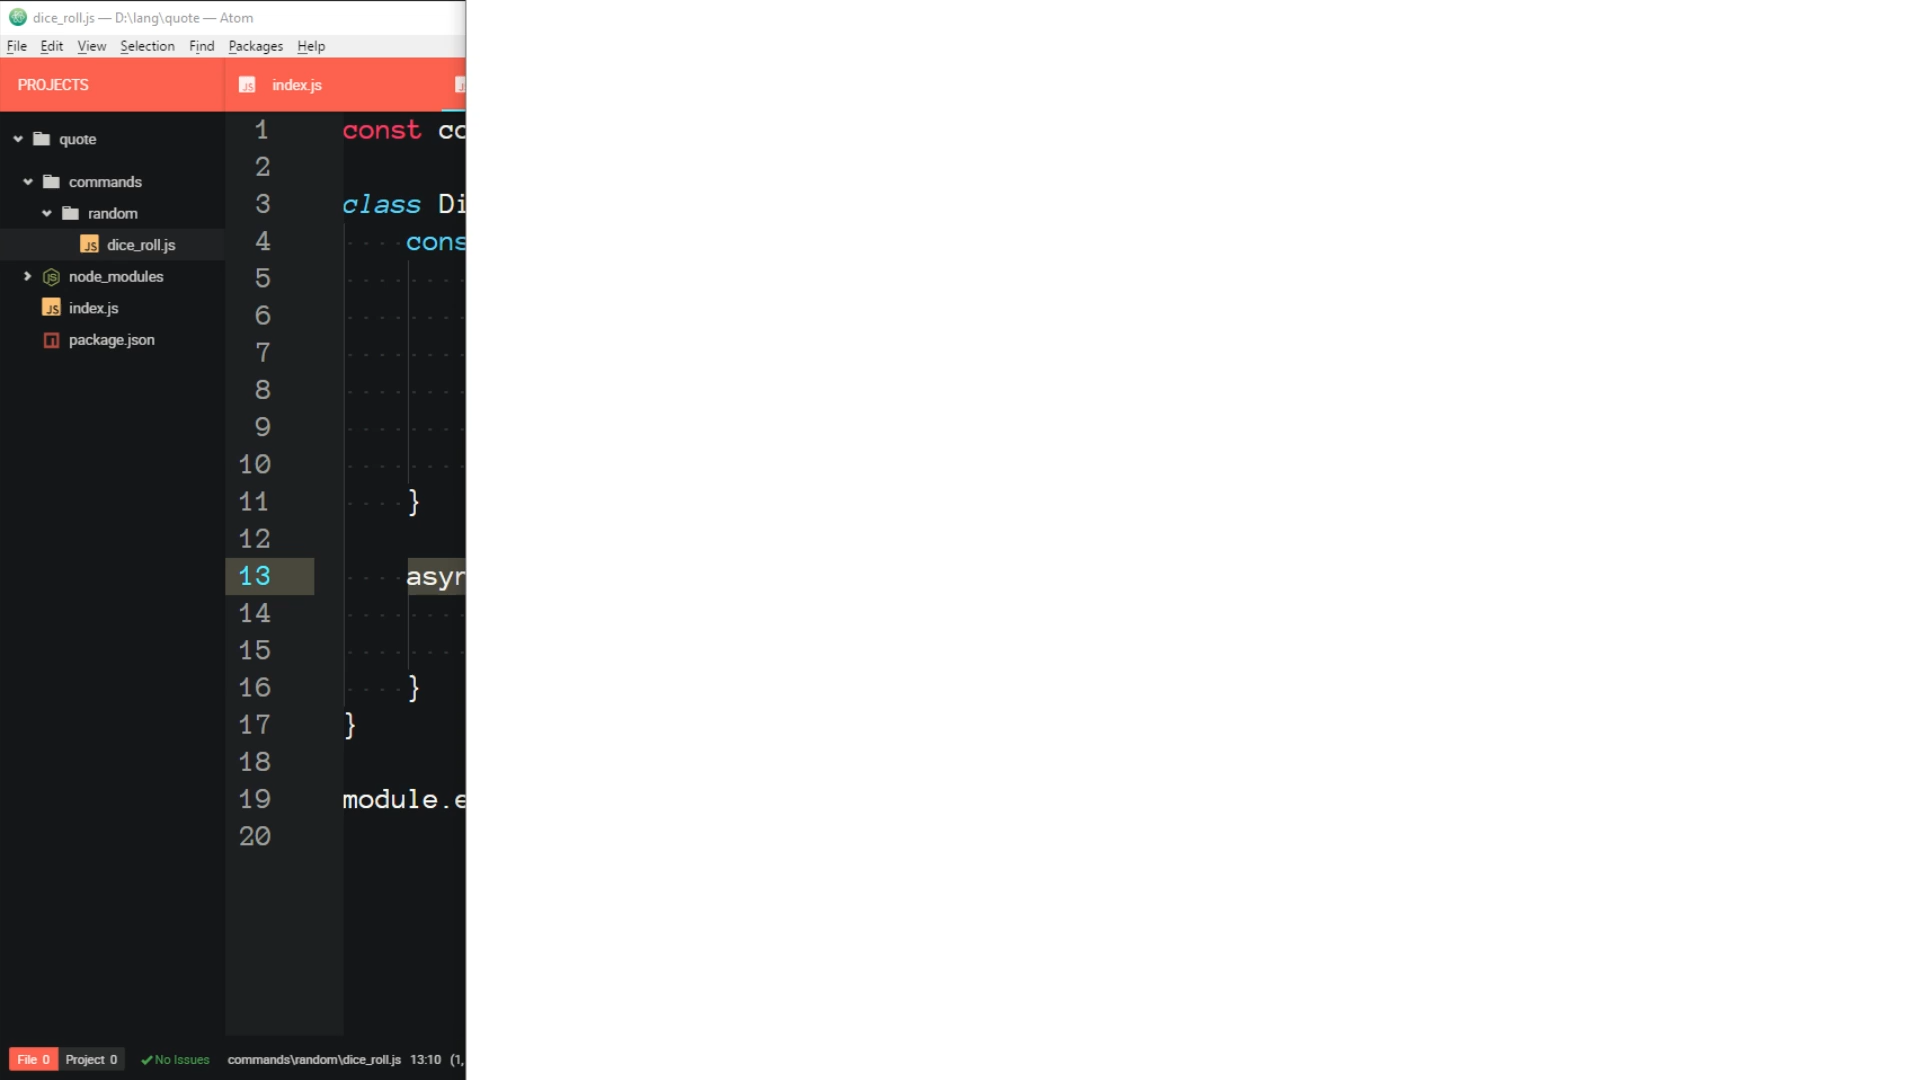 dice_roll.js — D:\lang\quote — Atom
File Edit View Selection Find Packages Help
PROJECTS
index.js
quote
commands
random
dice_roll.js
node_modules
index.js
package.json
1 const co
2
3 class Di
4 cons
5
6
7
8
9
10
11 }
12
13 asyn
14
15
16 }
17 }
18
19 module.e
20
File 0 Project 0 No Issues commands\random\dice_roll.js 13:10 (1,